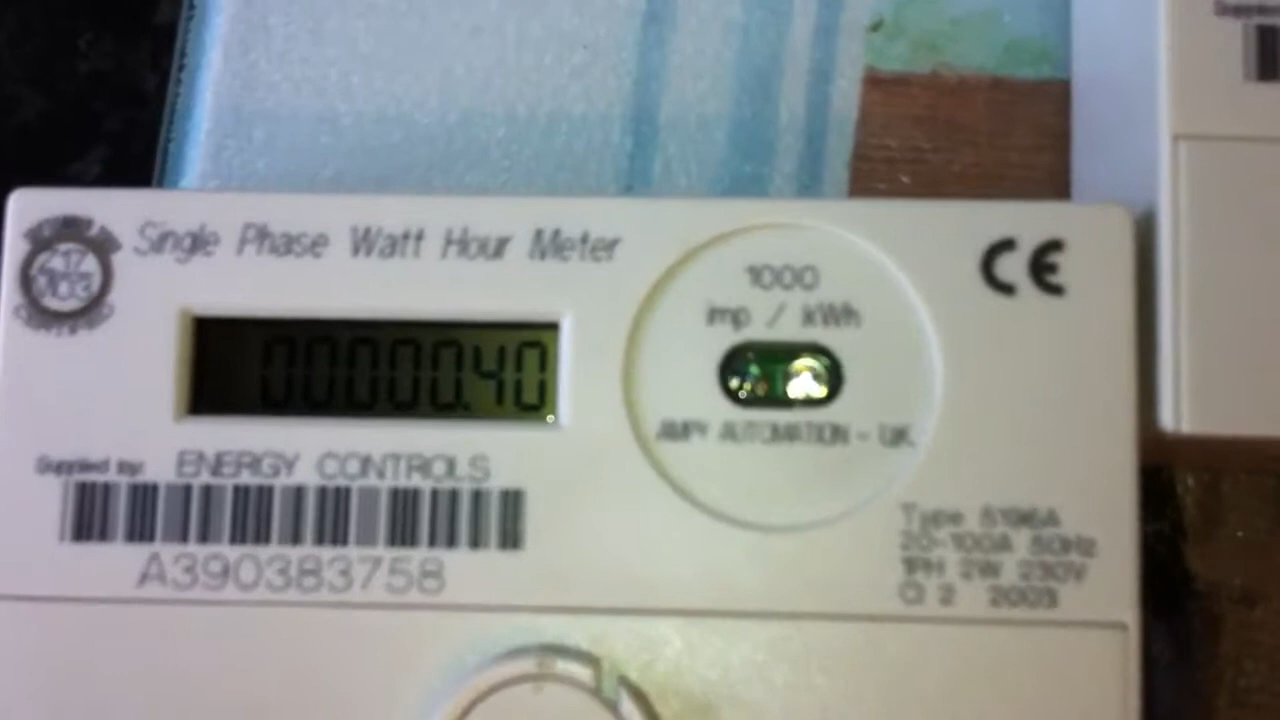 Single Phase Watt Hour Meter
CE
1000
imp / kWh
00000.40
AMPY AUTOMATION - UK
Supplied by: ENERGY CONTROLS
A390383758
Type 5196A
20-100A 50Hz
1PH 2W 230V
Cl 2 2003